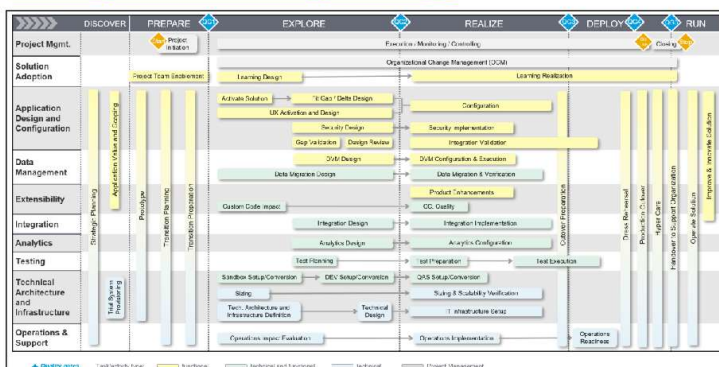 DISCOVER PREPARE EXPLORE REALIZE DEPLOY RUN
Project Mgmt.
Project Initiation
Execution / Monitoring / Controlling
Closing
Solution Adoption
Organizational Change Management (OCM)
Project Team Enablement
Learning Design
Learning Realization
Application Design and Configuration
Activate Solution
Fit Gap / Delta Design
Configuration
UX Activation and Design
Security Design
Security Implementation
Gap Validation
Design Review
Integration Validation
Data Management
DVM Design
DVM Configuration & Execution
Data Migration Design
Data Migration & Verification
Extensibility
Product Enhancements
Custom Code Impact
CC. Quality
Integration
Integration Design
Integration Implementation
Analytics
Analytics Design
Analytics Configuration
Testing
Test Planning
Test Preparation
Test Execution
Technical Architecture and Infrastructure
Sandbox Setup/Conversion
DEV Setup/Conversion
QAS Setup/Conversion
Sizing
Sizing & Scalability Verification
Tech. Architecture and Infrastructure Definition
Technical Design
IT Infrastructure Setup
Operations & Support
Operations Impact Evaluation
Operations Implementation
Operations Readiness
Strategic Planning
Application Value and Scoping
Trial System Provisioning
Prototype
Transition Planning
Transition Preparation
Cutover Preparation
Dress Rehearsal
Production Cutover
Hyper Care
Handover to Support Organization
Operate Solution
Improve & Innovate Solution